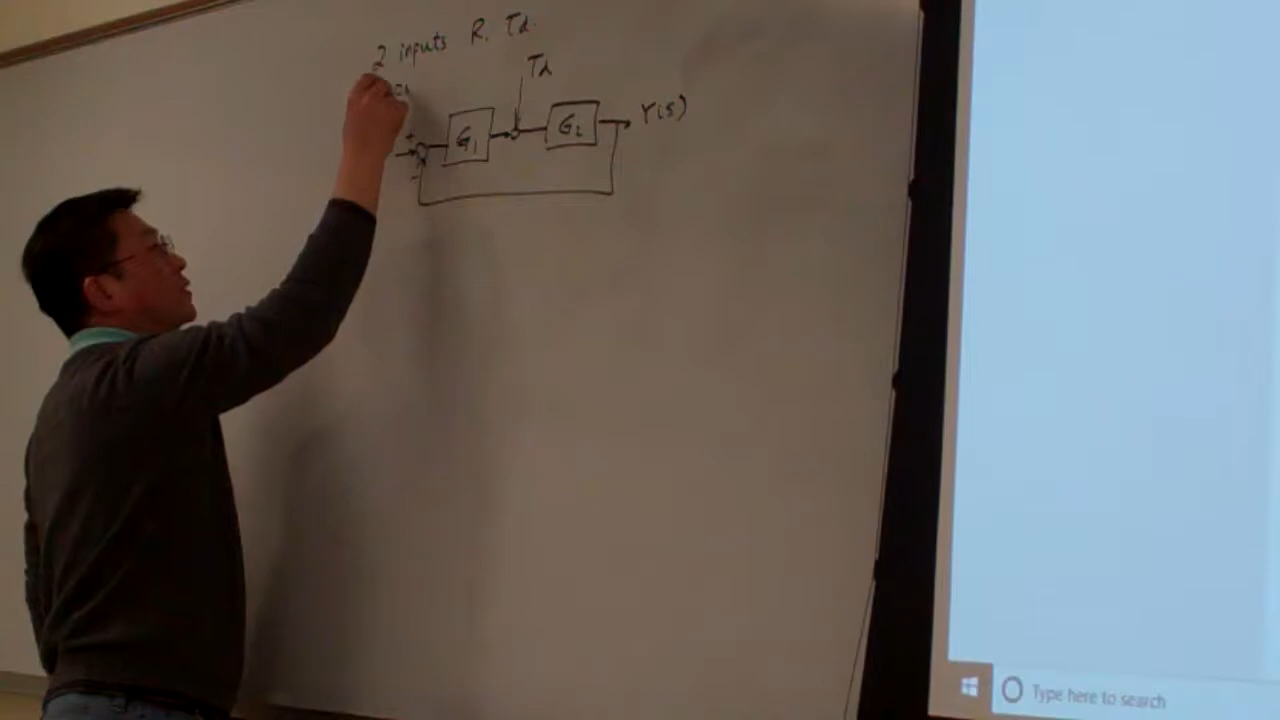 2 inputs R, Td.
Td
+
G1
G2
Y(s)
-
Type here to search